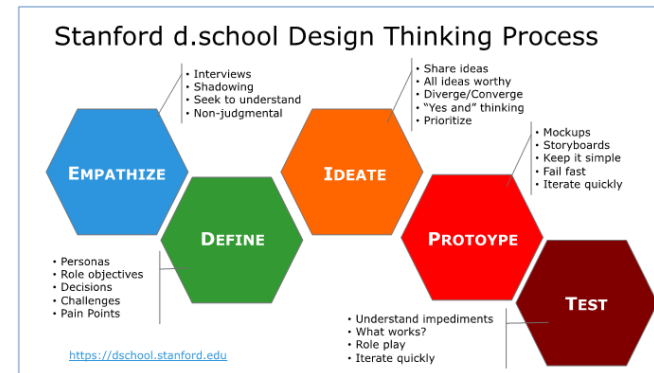 Stanford d.school Design Thinking Process
• Interviews
• Shadowing
• Seek to understand
• Non-judgmental
• Share ideas
• All ideas worthy
• Diverge/Converge
• “Yes and” thinking
• Prioritize
• Mockups
• Storyboards
• Keep it simple
• Fail fast
• Iterate quickly
EMPATHIZE
IDEATE
DEFINE
PROTOYPE
TEST
• Personas
• Role objectives
• Decisions
• Challenges
• Pain Points
• Understand impediments
• What works?
• Role play
• Iterate quickly
https://dschool.stanford.edu